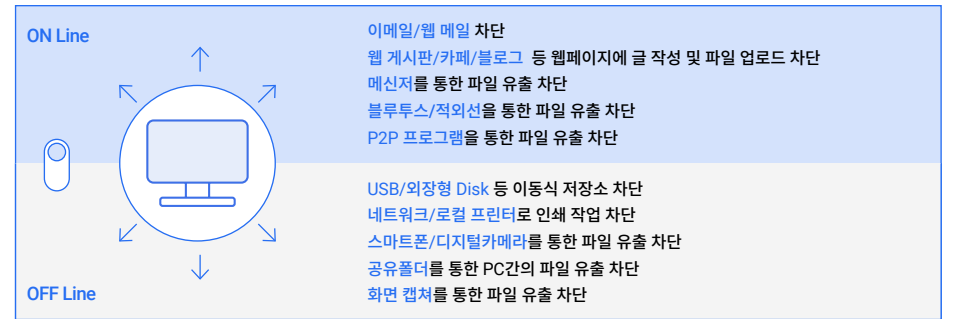 ON Line
이메일/웹 메일 차단
웹 게시판/카페/블로그 등 웹페이지에 글 작성 및 파일 업로드 차단
메신저를 통한 파일 유출 차단
블루투스/적외선을 통한 파일 유출 차단
P2P 프로그램을 통한 파일 유출 차단
USB/외장형 Disk 등 이동식 저장소 차단
네트워크/로컬 프린터로 인쇄 작업 차단
스마트폰/디지털카메라를 통한 파일 유출 차단
공유폴더를 통한 PC간의 파일 유출 차단
화면 캡쳐를 통한 파일 유출 차단
OFF Line